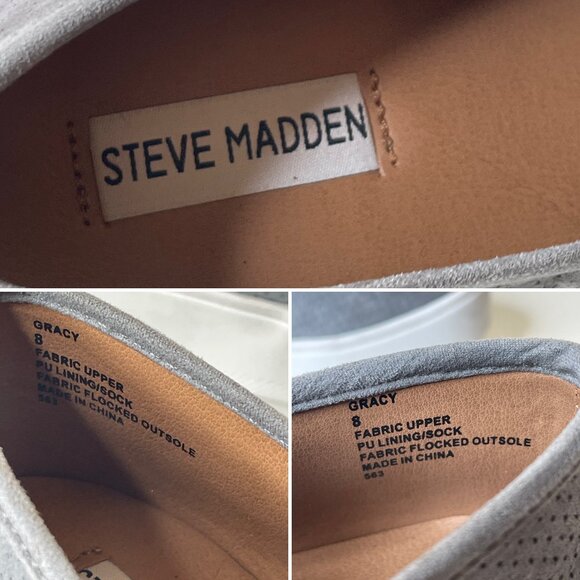 STEVE MADDEN
GRACY
8
FABRIC UPPER
PU LINING/SOCK
FABRIC FLOCKED OUTSOLE
MADE IN CHINA
563
GRACY
8
FABRIC UPPER
PU LINING/SOCK
FABRIC FLOCKED OUTSOLE
MADE IN CHINA
563